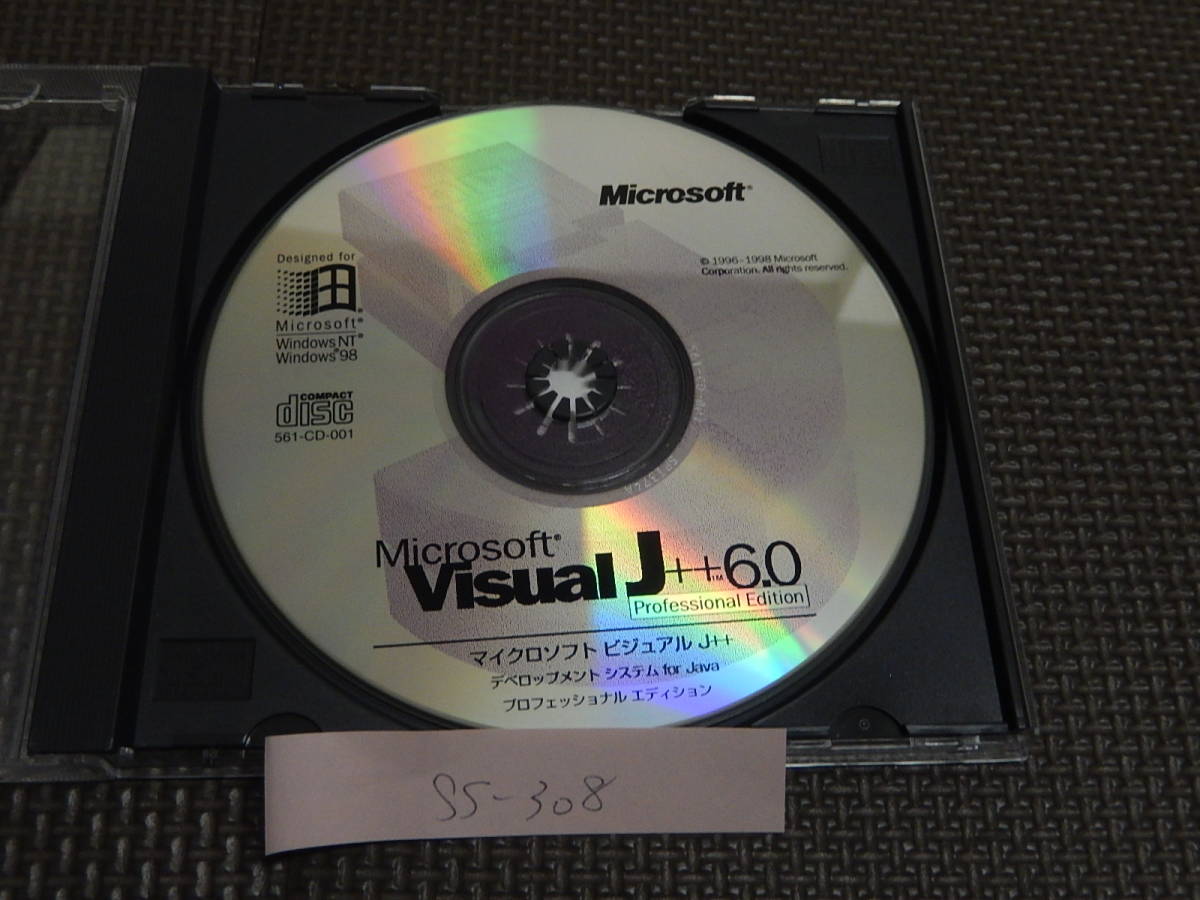 Microsoft®
© 1996-1998 Microsoft
Corporation. All rights reserved.
Designed for
Microsoft®
Windows NT®
Windows®98
COMPACT
disc
561-CD-001
Microsoft®
Visual J++™ 6.0
Professional Edition
マイクロソフト ビジュアル J++
デベロップメント システム for Java
プロフェッショナル エディション
SS-308